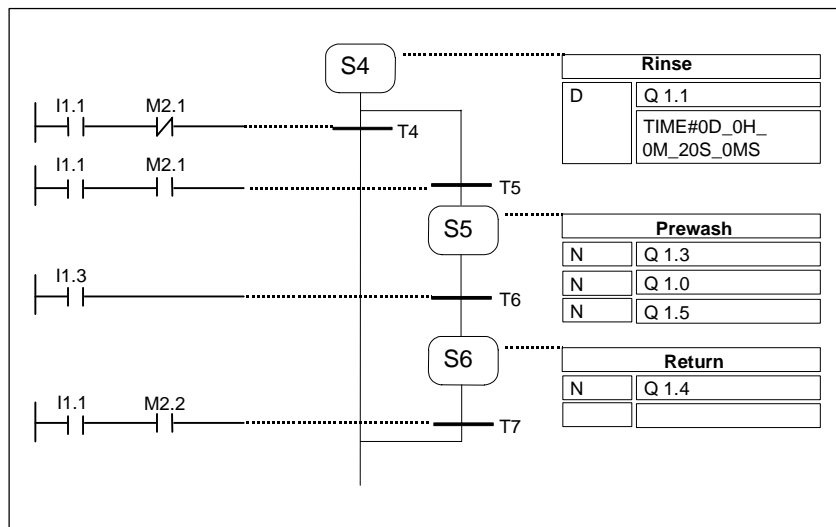 S4
Rinse
D
Q 1.1
TIME#0D_0H_
0M_20S_0MS
I1.1 M2.1
T4
I1.1 M2.1
T5
S5
Prewash
N Q 1.3
N Q 1.0
N Q 1.5
I1.3
T6
S6
Return
N Q 1.4
I1.1 M2.2
T7